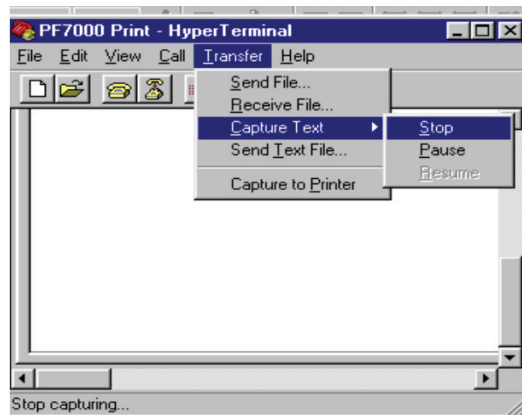 PF7000 Print - HyperTerminal
File Edit View Call Transfer Help
Send File...
Receive File...
Capture Text
Send Text File...
Capture to Printer
Stop
Pause
Resume
Stop capturing...